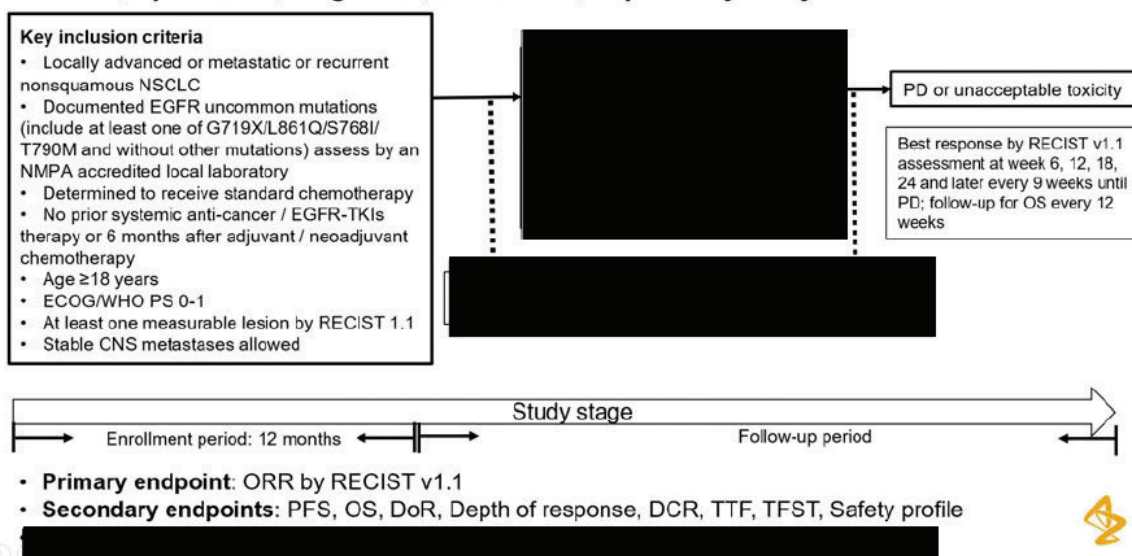 Key inclusion criteria
• Locally advanced or metastatic or recurrent
nonsquamous NSCLC
• Documented EGFR uncommon mutations
(include at least one of G719X/L861Q/S768I/
T790M and without other mutations) assess by an
NMPA accredited local laboratory
• Determined to receive standard chemotherapy
• No prior systemic anti-cancer / EGFR-TKIs
therapy or 6 months after adjuvant / neoadjuvant
chemotherapy
• Age ≥18 years
• ECOG/WHO PS 0-1
• At least one measurable lesion by RECIST 1.1
• Stable CNS metastases allowed
PD or unacceptable toxicity
Best response by RECIST v1.1
assessment at week 6, 12, 18,
24 and later every 9 weeks until
PD; follow-up for OS every 12
weeks
Study stage
Enrollment period: 12 months
Follow-up period
• Primary endpoint: ORR by RECIST v1.1
• Secondary endpoints: PFS, OS, DoR, Depth of response, DCR, TTF, TFST, Safety profile